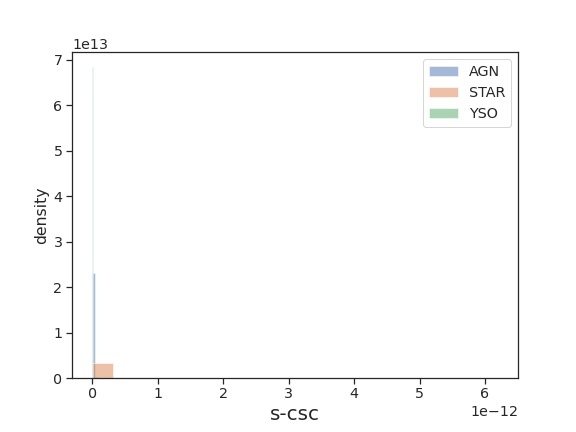 1e13
7
6
5
4
3
2
1
0
density
AGN
STAR
YSO
0 1 2 3 4 5 6
1e−12
s-csc